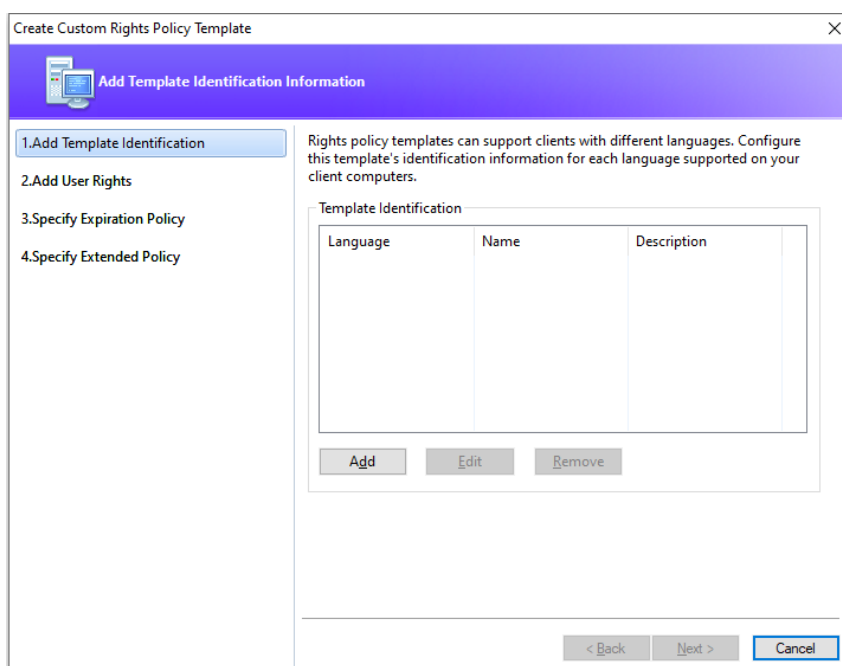 Create Custom Rights Policy Template
Add Template Identification Information
1.Add Template Identification
2.Add User Rights
3.Specify Expiration Policy
4.Specify Extended Policy
Rights policy templates can support clients with different languages. Configure
this template's identification information for each language supported on your
client computers.
Template Identification
Language Name Description
Add Edit Remove
< Back Next > Cancel